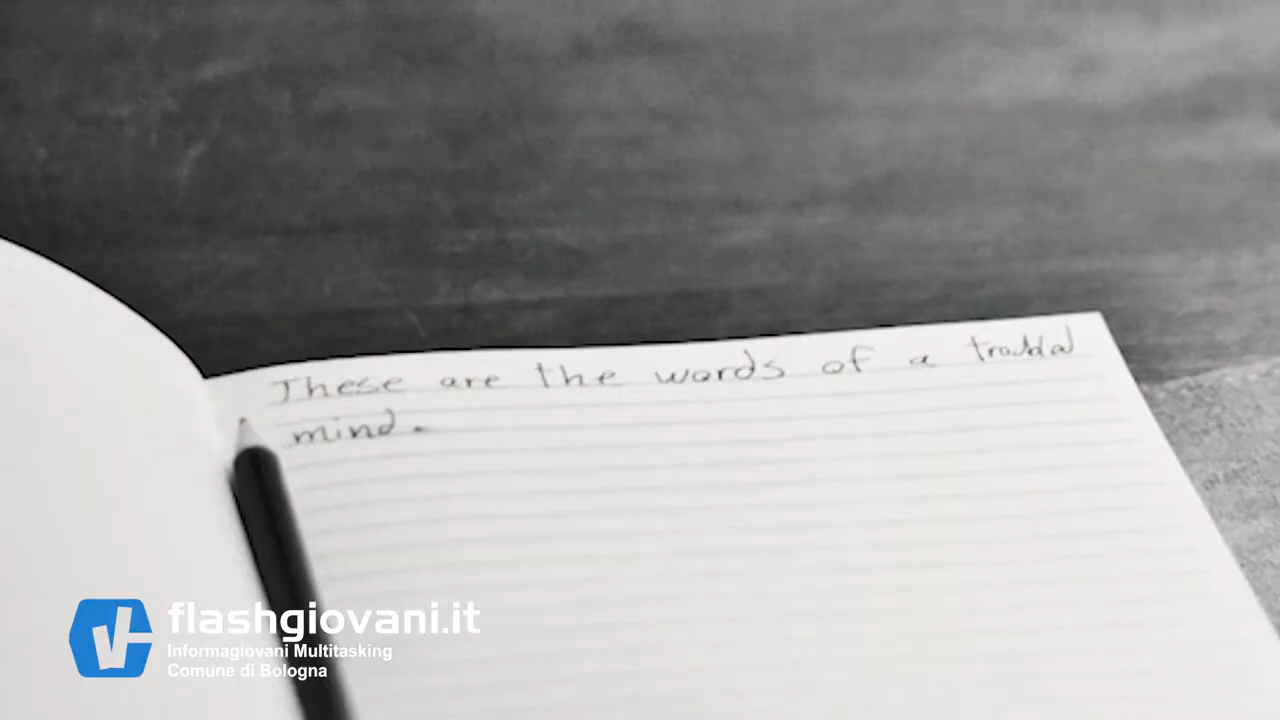 These are the words of a troubled
mind.
flashgiovani.it
Informagiovani Multitasking
Comune di Bologna